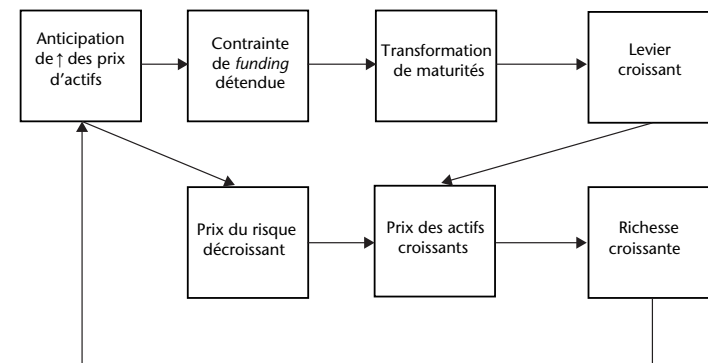 Anticipation
de ↑ des prix
d'actifs
Contrainte
de funding
détendue
Transformation
de maturités
Levier
croissant
Prix du risque
décroissant
Prix des actifs
croissants
Richesse
croissante